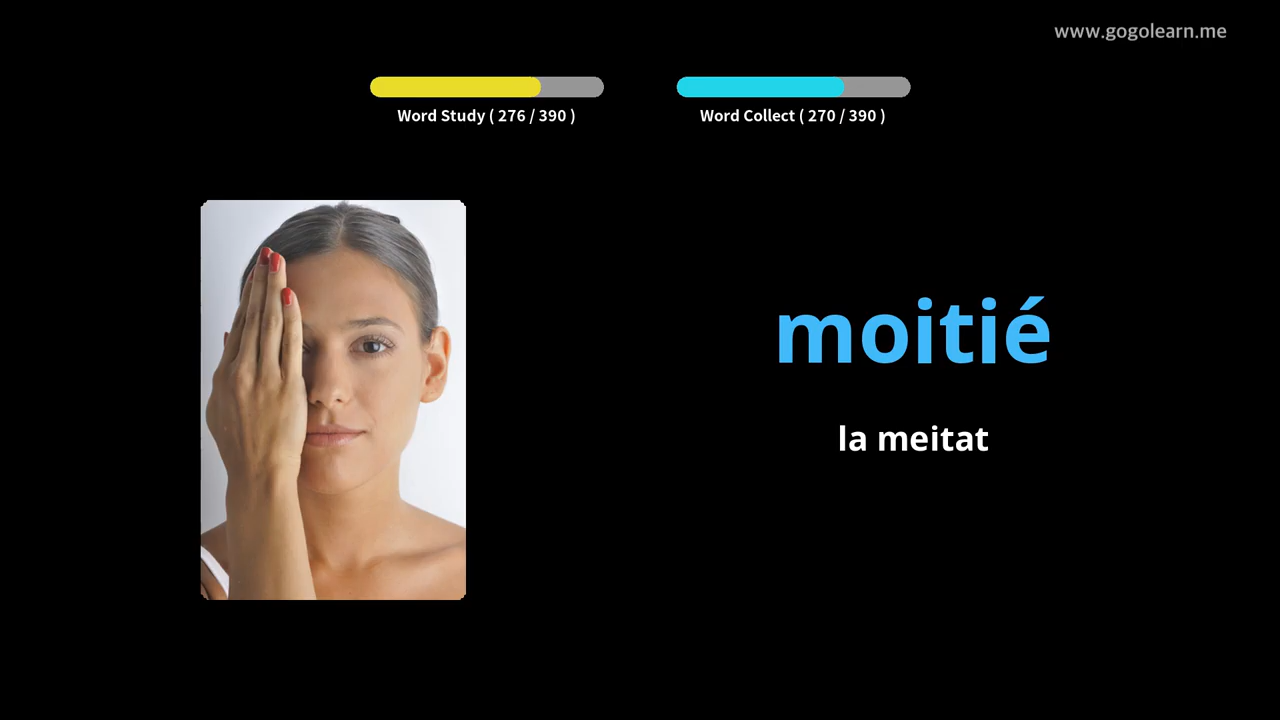 www.gogolearn.me
Word Study ( 276 / 390 )
Word Collect ( 270 / 390 )
moitié
la meitat